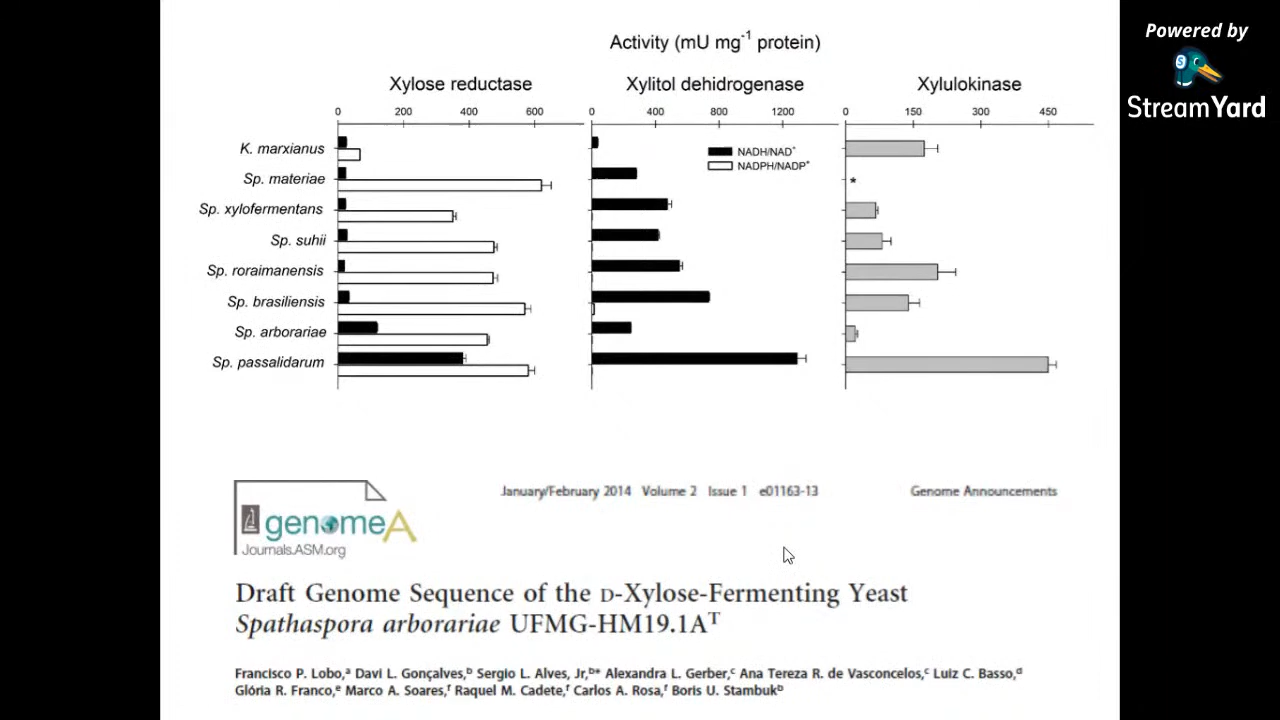 Activity (mU mg-1 protein)
Xylose reductase
Xylitol dehidrogenase
Xylulokinase
0 200 400 600
0 400 800 1200
0 150 300 450
K. marxianus
NADH/NAD+
NADPH/NADP+
Sp. materiae
*
Sp. xylofermentans
Sp. suhii
Sp. roraimanensis
Sp. brasiliensis
Sp. arborariae
Sp. passalidarum
Powered by
S
StreamYard
January/February 2014 Volume 2 Issue 1 e01163-13
Genome Announcements
genomeA
Journals.ASM.org
Draft Genome Sequence of the D-Xylose-Fermenting Yeast
Spathaspora arborariae UFMG-HM19.1AT
Francisco P. Lobo,a Davi L. Gonçalves,b Sergio L. Alves, Jr,b* Alexandra L. Gerber,c Ana Tereza R. de Vasconcelos,c Luiz C. Basso,d
Glória R. Franco,e Marco A. Soares,f Raquel M. Cadete,f Carlos A. Rosa,f Boris U. Stambukb